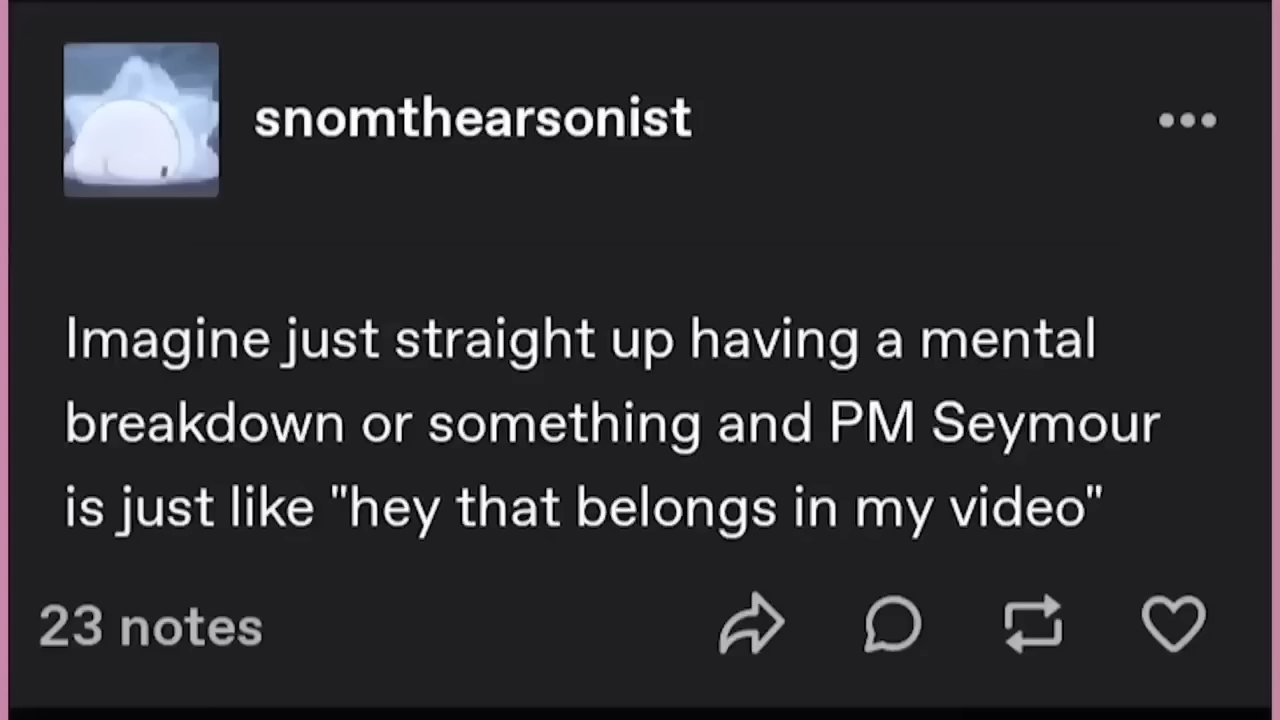 snomthearsonist
Imagine just straight up having a mental
breakdown or something and PM Seymour
is just like "hey that belongs in my video"
23 notes